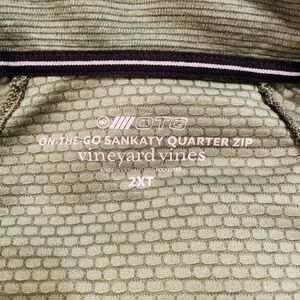 OTG
ON-THE-GO SANKATY QUARTER ZIP
vineyard vines
2XT